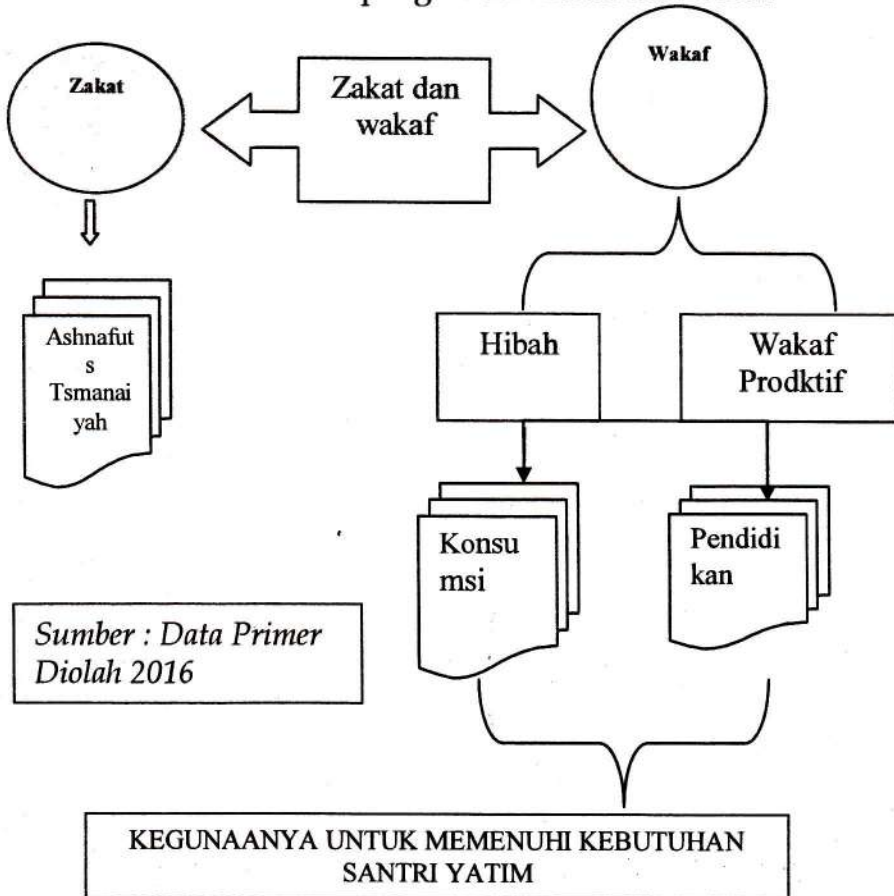 Zakat
Zakat dan
wakaf
Wakaf
Ashnafut
s
Tsmanai
yah
Hibah
Wakaf
Prodktif
Konsu
msi
Pendidi
kan
Sumber : Data Primer
Diolah 2016
KEGUNAANYA UNTUK MEMENUHI KEBUTUHAN
SANTRI YATIM